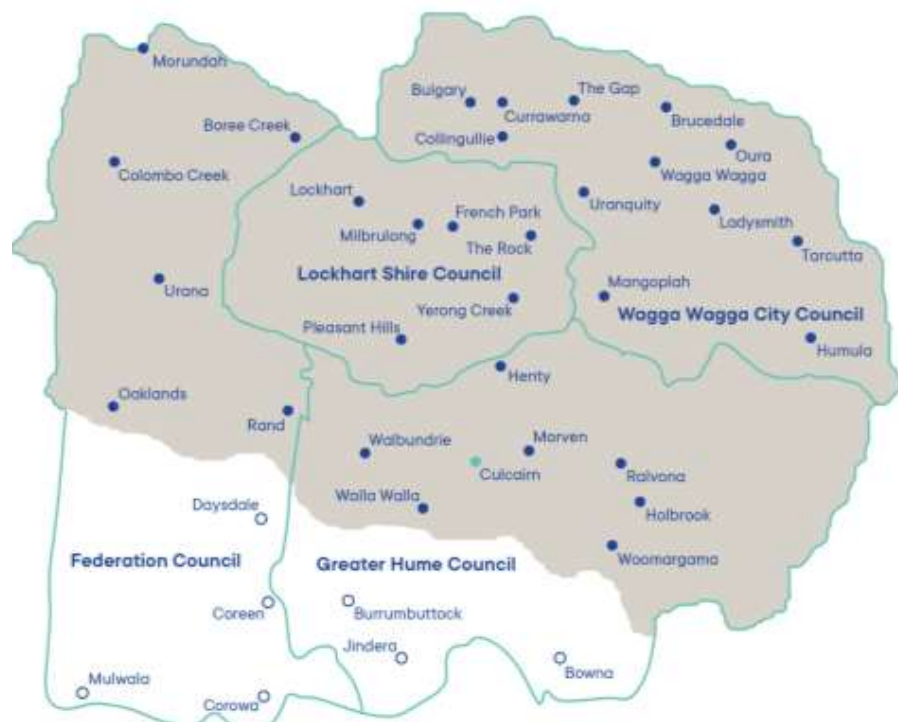 Morundah
The Gap
Bulgary
Currawarna
Brucedale
Boree Creek
Collingullie
Oura
Colombo Creek
Wagga Wagga
Lockhart
Uranquity
French Park
Ladysmith
Milbrulong
The Rock
Tarcutta
Lockhart Shire Council
Urana
Mangoplah
Yerong Creek
Wagga Wagga City Council
Pleasant Hills
Humula
Henty
Oaklands
Rand
Walbundrie
Morven
Culcairn
Ralvona
Walla Walla
Holbrook
Daysdale
Woomargama
Federation Council
Greater Hume Council
Coreen
Burrumbuttock
Jindera
Bowna
Mulwala
Corowa